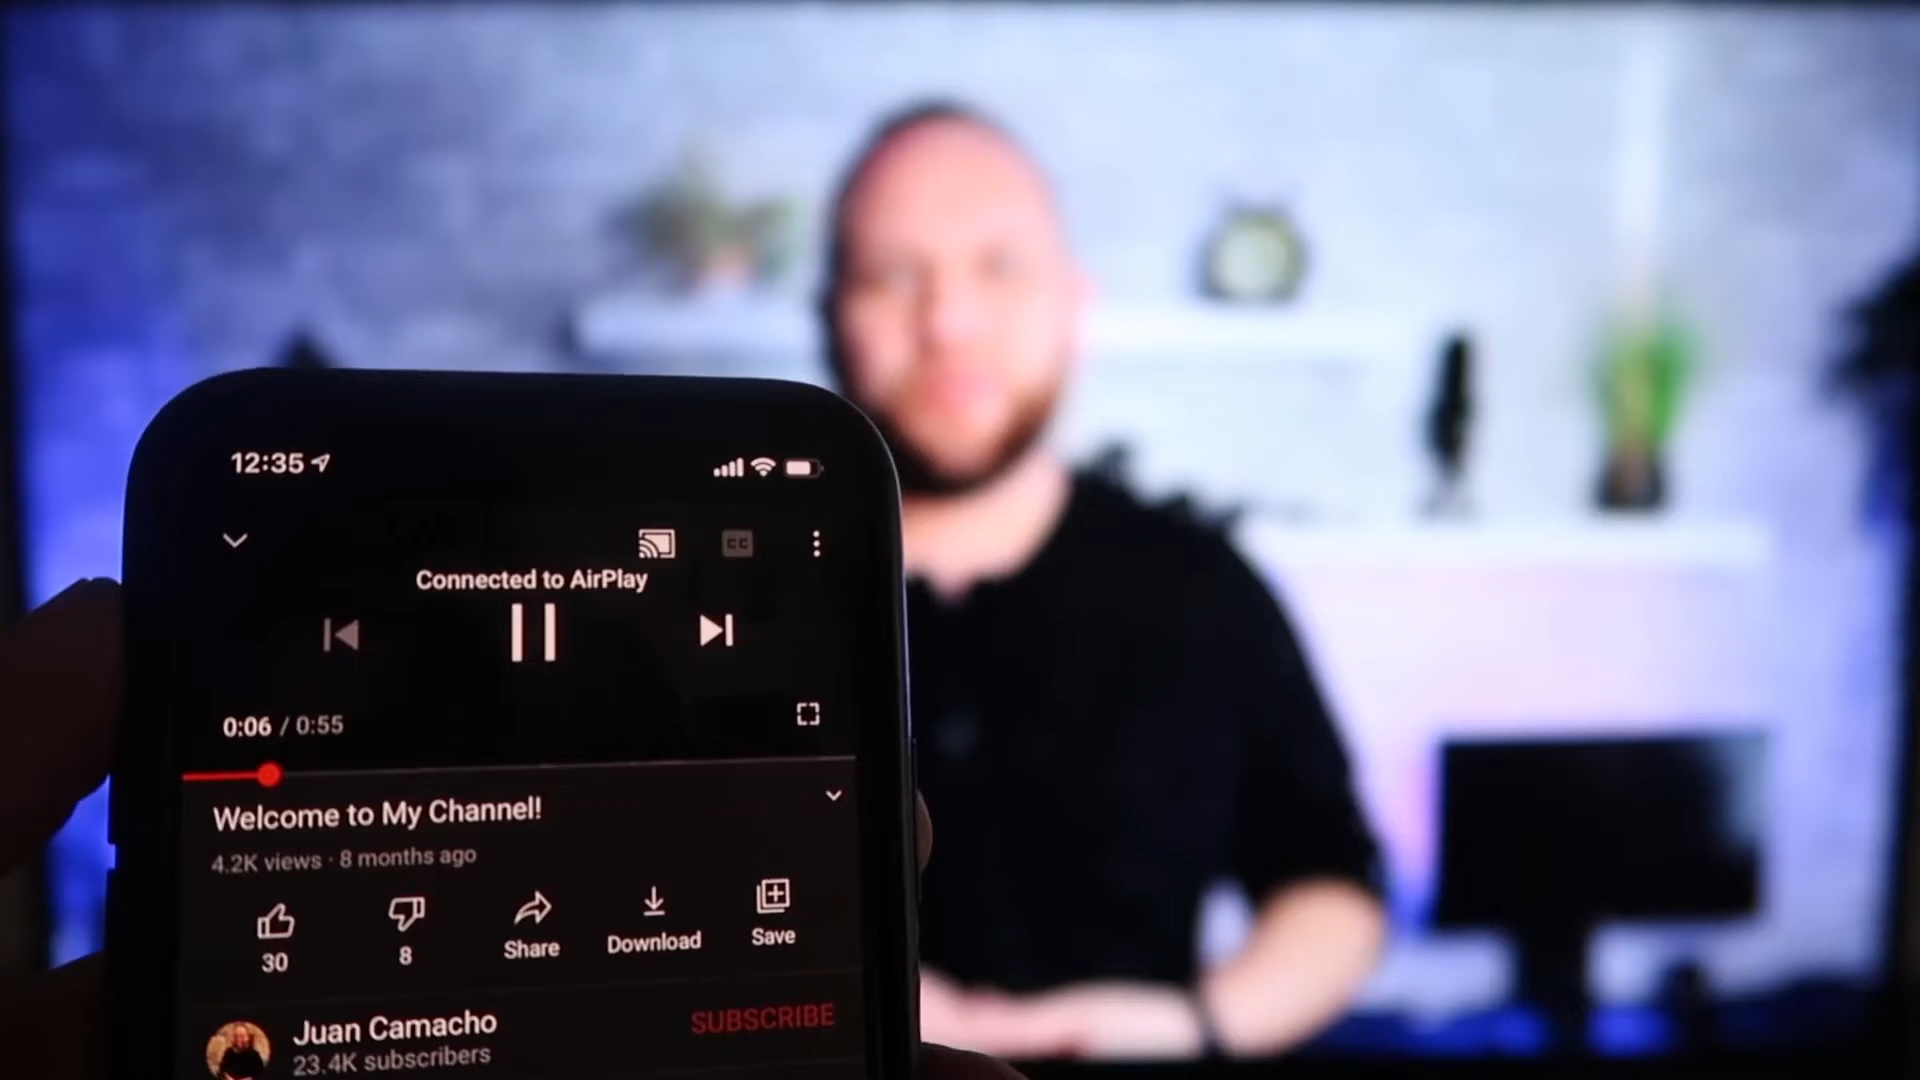 12:35
CC
Connected to AirPlay
0:06 / 0:55
Welcome to My Channel!
4.2K views · 8 months ago
30
8
Share
Download
Save
Juan Camacho
SUBSCRIBE
23.4K subscribers